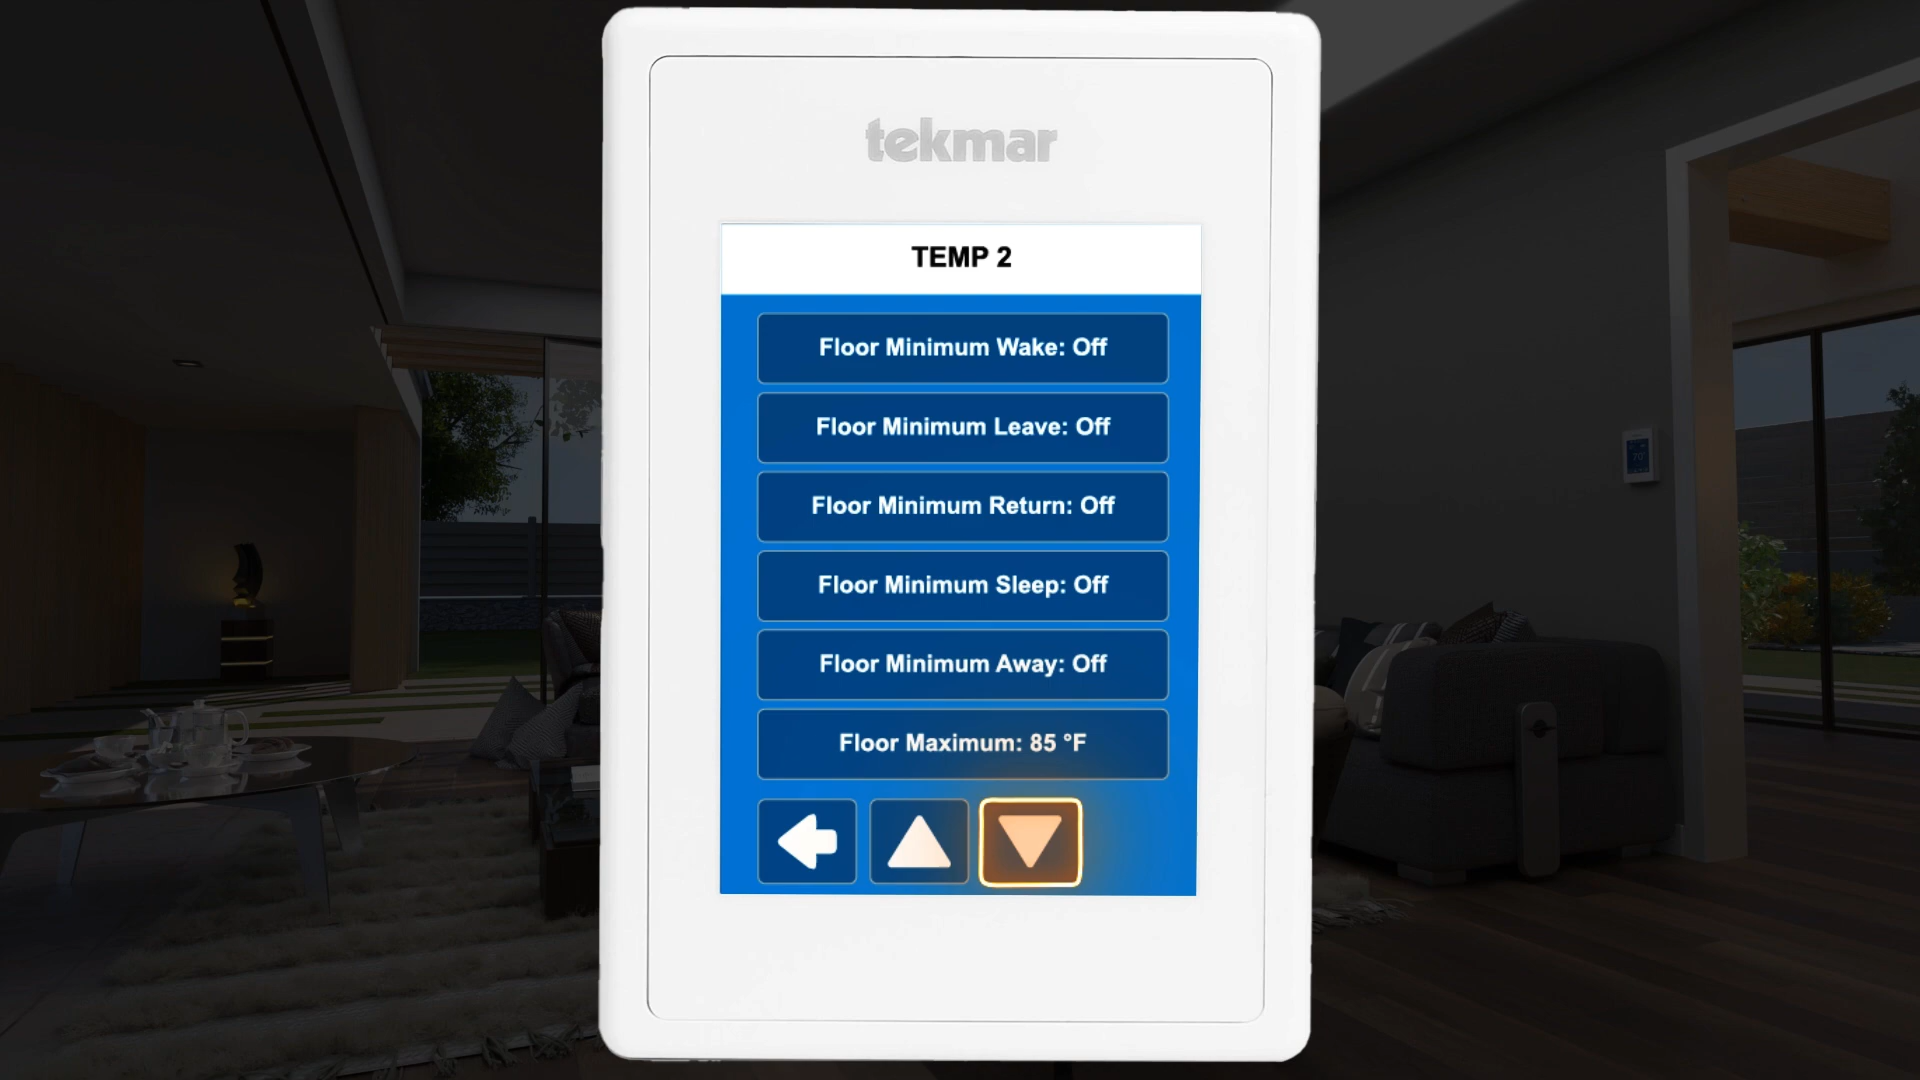 tekmar
TEMP 2
Floor Minimum Wake: Off
Floor Minimum Leave: Off
Floor Minimum Return: Off
Floor Minimum Sleep: Off
Floor Minimum Away: Off
Floor Maximum: 85 °F